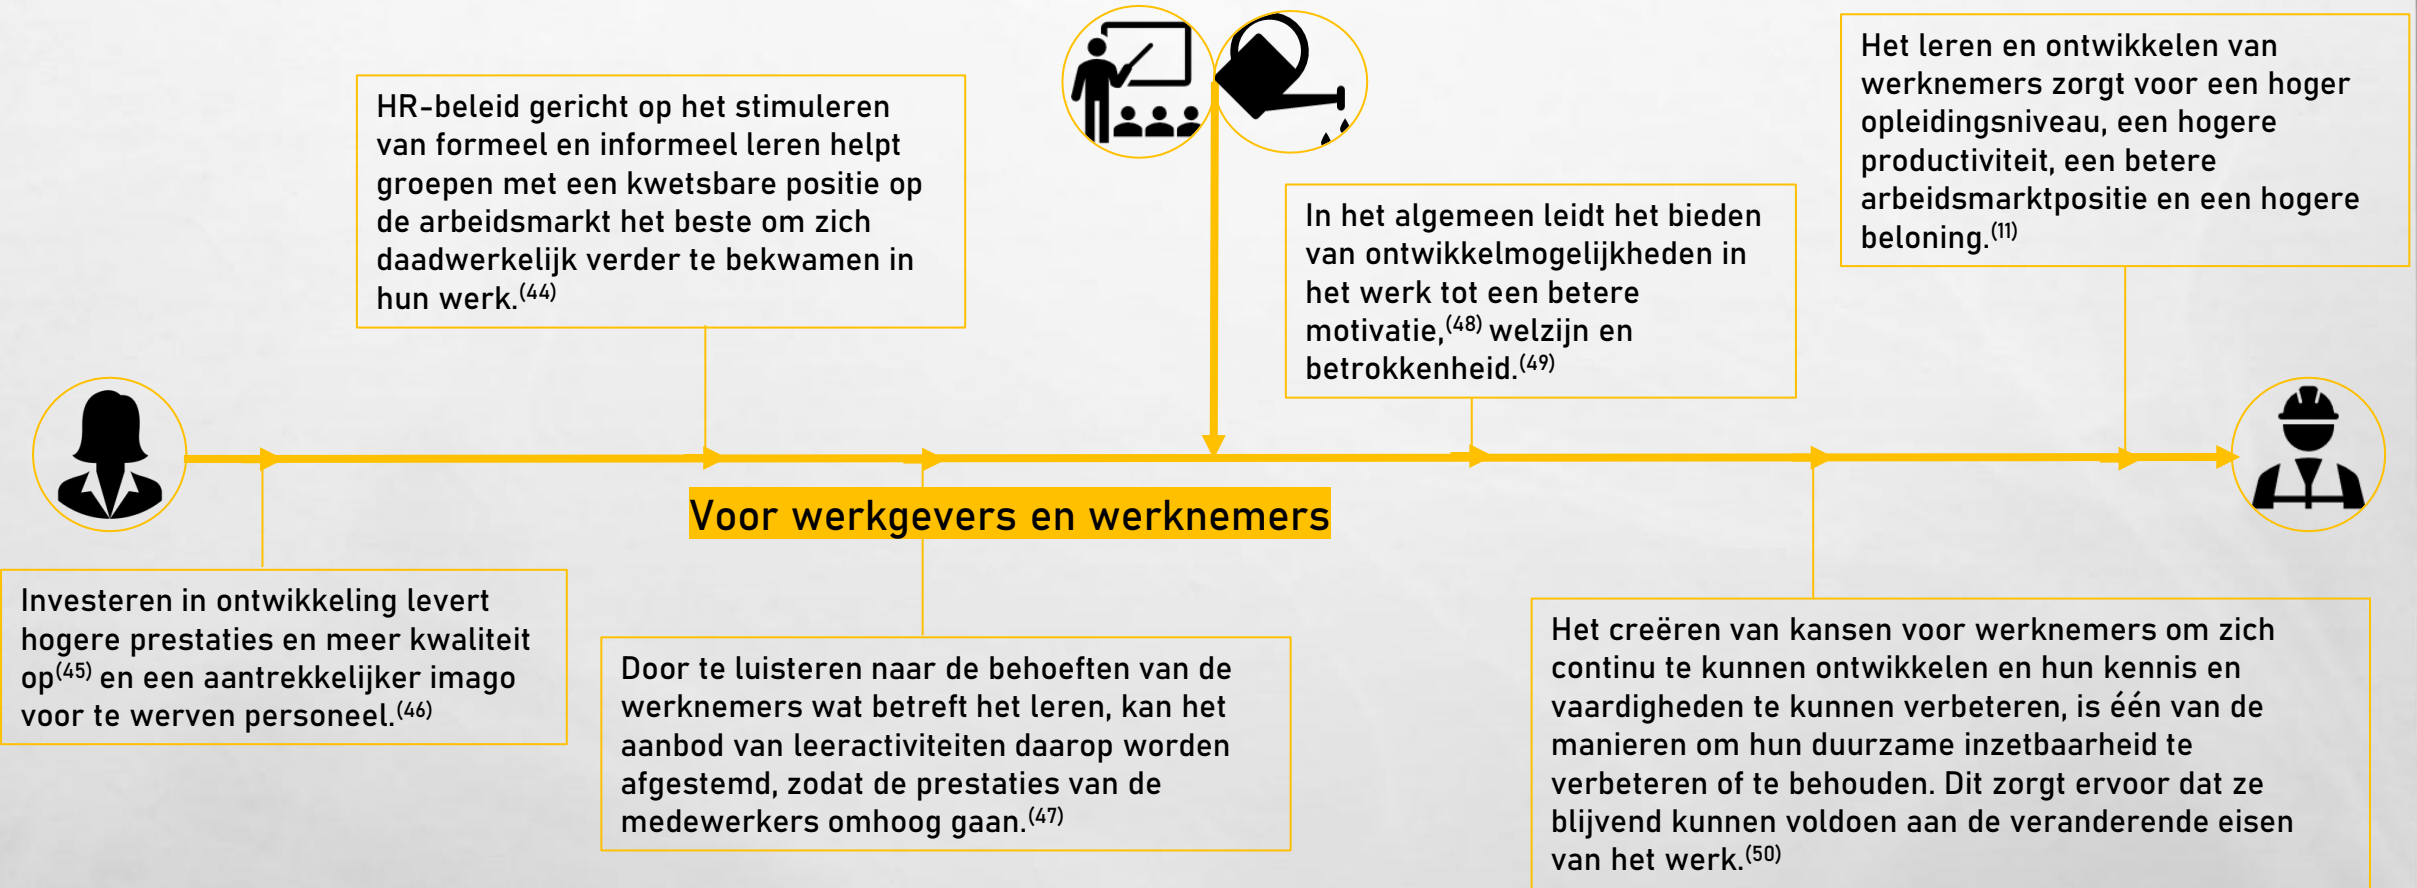 HR-beleid gericht op het stimuleren
van formeel en informeel leren helpt
groepen met een kwetsbare positie op
de arbeidsmarkt het beste om zich
daadwerkelijk verder te bekwamen in
hun werk.(44)
In het algemeen leidt het bieden
van ontwikkelmogelijkheden in
het werk tot een betere
motivatie,(48) welzijn en
betrokkenheid.(49)
Het leren en ontwikkelen van
werknemers zorgt voor een hoger
opleidingsniveau, een hogere
productiviteit, een betere
arbeidsmarktpositie en een hogere
beloning.(11)
Voor werkgevers en werknemers
Investeren in ontwikkeling levert
hogere prestaties en meer kwaliteit
op(45) en een aantrekkelijker imago
voor te werven personeel.(46)
Door te luisteren naar de behoeften van de
werknemers wat betreft het leren, kan het
aanbod van leeractiviteiten daarop worden
afgestemd, zodat de prestaties van de
medewerkers omhoog gaan.(47)
Het creëren van kansen voor werknemers om zich
continu te kunnen ontwikkelen en hun kennis en
vaardigheden te kunnen verbeteren, is één van de
manieren om hun duurzame inzetbaarheid te
verbeteren of te behouden. Dit zorgt ervoor dat ze
blijvend kunnen voldoen aan de veranderende eisen
van het werk.(50)